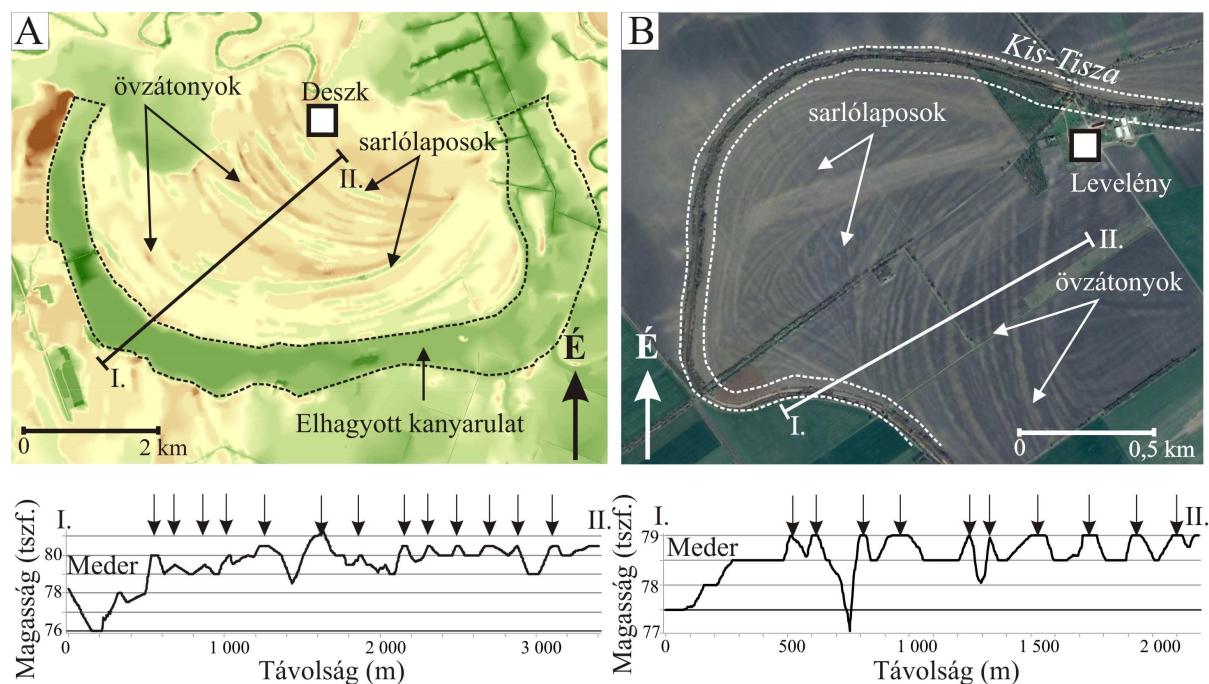 A
övzátonyok
Deszk
sarlólaposok
II.
I.
Elhagyott kanyarulat
É
0 2 km
B
Kis-Tisza
sarlólaposok
Levelény
II.
övzátonyok
É
I.
0 0,5 km
I. II.
Magasság (tszf.)
Meder
80
78
76
0 1 000 2 000 3 000
Távolság (m)
I. II.
Magasság (tszf.)
Meder
79
78
77
0 500 1 000 1 500 2 000
Távolság (m)